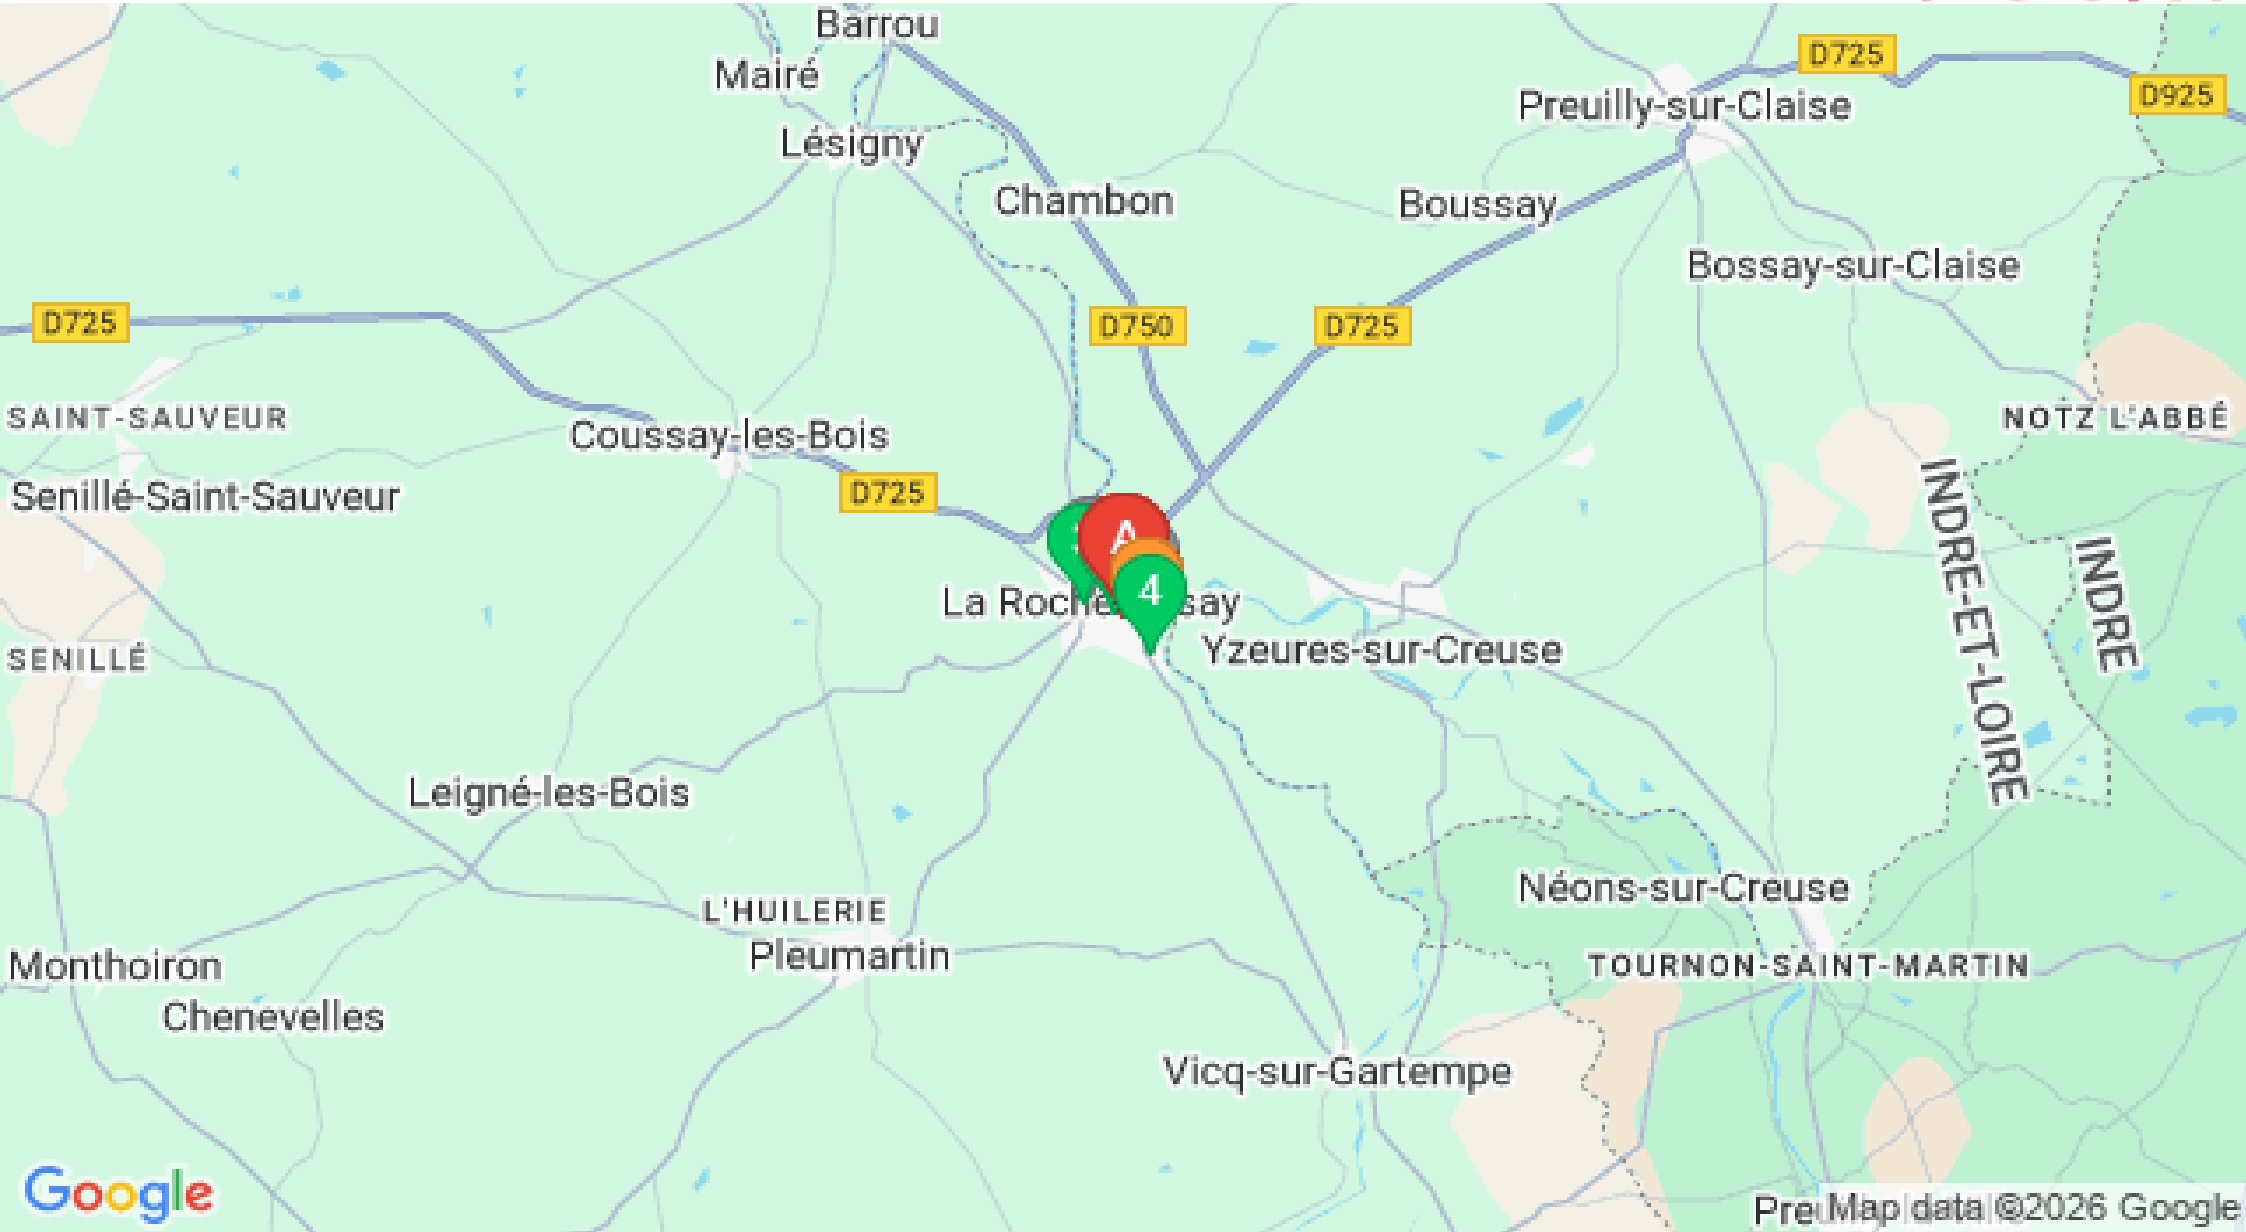 Barrou
D725
Mairé
D925
Preuilly-sur-Claise
Lésigny
Chambon
Boussay
Bossay-sur-Claise
D725
D750
D725
SAINT-SAUVEUR
NOTZ L'ABBÉ
Coussay-les-Bois
D725
Senillé-Saint-Sauveur
A
4
La Roche
say
INDRE-ET-LOIRE
INDRE
Yzeures-sur-Creuse
SENILLÉ
Leigné-les-Bois
Néons-sur-Creuse
L'HUILERIE
Pleumartin
Monthoiron
TOURNON-SAINT-MARTIN
Chenevelles
Vicq-sur-Gartempe
Google
Map data ©2026 Google